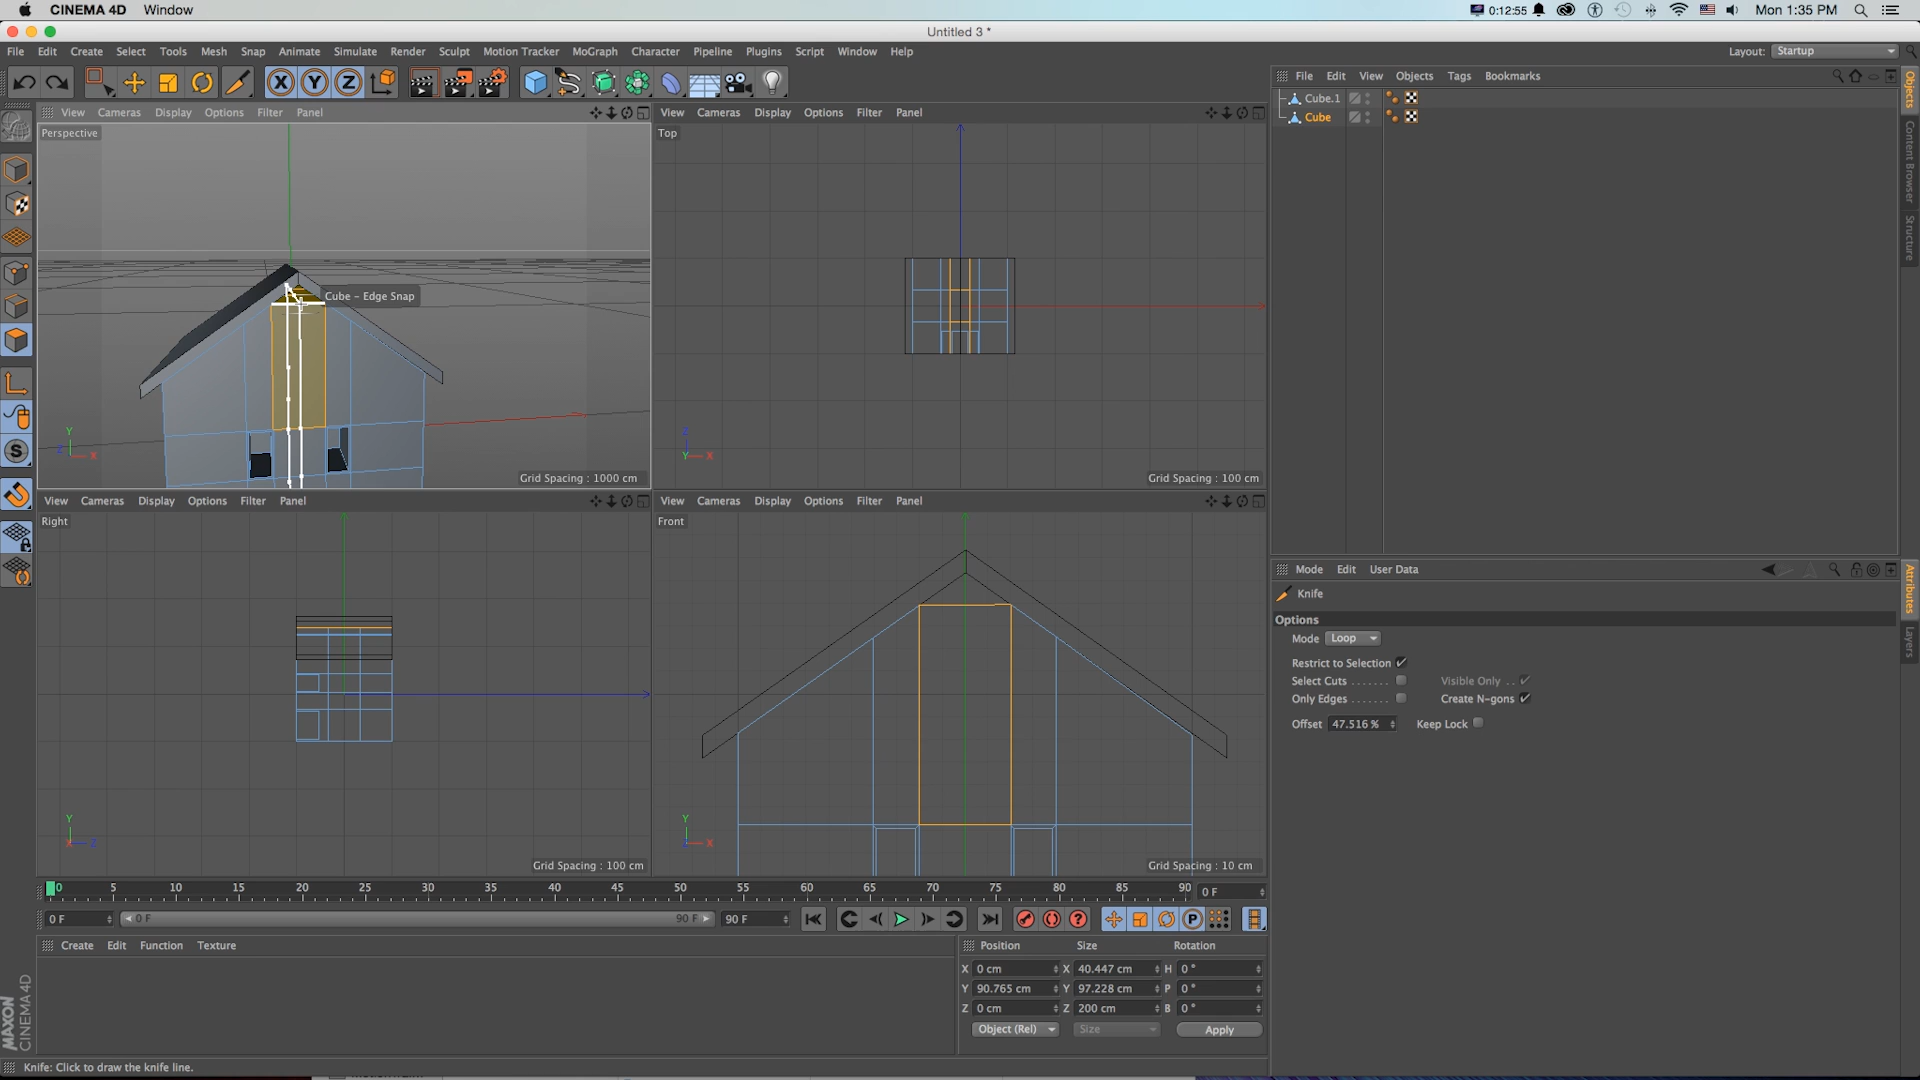 CINEMA 4D Window
0:12:55 Mon 1:35 PM
Untitled 3 *
File Edit Create Select Tools Mesh Snap Animate Simulate Render Sculpt Motion Tracker MoGraph Character Pipeline Plugins Script Window Help
Layout: Startup
X Y Z
File Edit View Objects Tags Bookmarks
Cube.1
Cube
Objects
Content Browser
Structure
View Cameras Display Options Filter Panel
Perspective
Cube - Edge Snap
Y
Z
X
Grid Spacing : 1000 cm
View Cameras Display Options Filter Panel
Top
Z
Y X
Grid Spacing : 100 cm
View Cameras Display Options Filter Panel
Right
Y
X Z
Grid Spacing : 100 cm
View Cameras Display Options Filter Panel
Front
Y
Z X
Grid Spacing : 10 cm
Mode Edit User Data
Knife
Options
Mode Loop
Restrict to Selection
Select Cuts Visible Only
Only Edges Create N-gons
Offset 47.516 % Keep Lock
Attributes
Layers
0 5 10 15 20 25 30 35 40 45 50 55 60 65 70 75 80 85 90 0 F
0 F 0 F 90 F 90 F
P
Create Edit Function Texture
Position Size Rotation
X 0 cm X 40.447 cm H 0 °
Y 90.765 cm Y 97.228 cm P 0 °
Z 0 cm Z 200 cm B 0 °
Object (Rel) Size Apply
MAXON
CINEMA 4D
Knife: Click to draw the knife line.